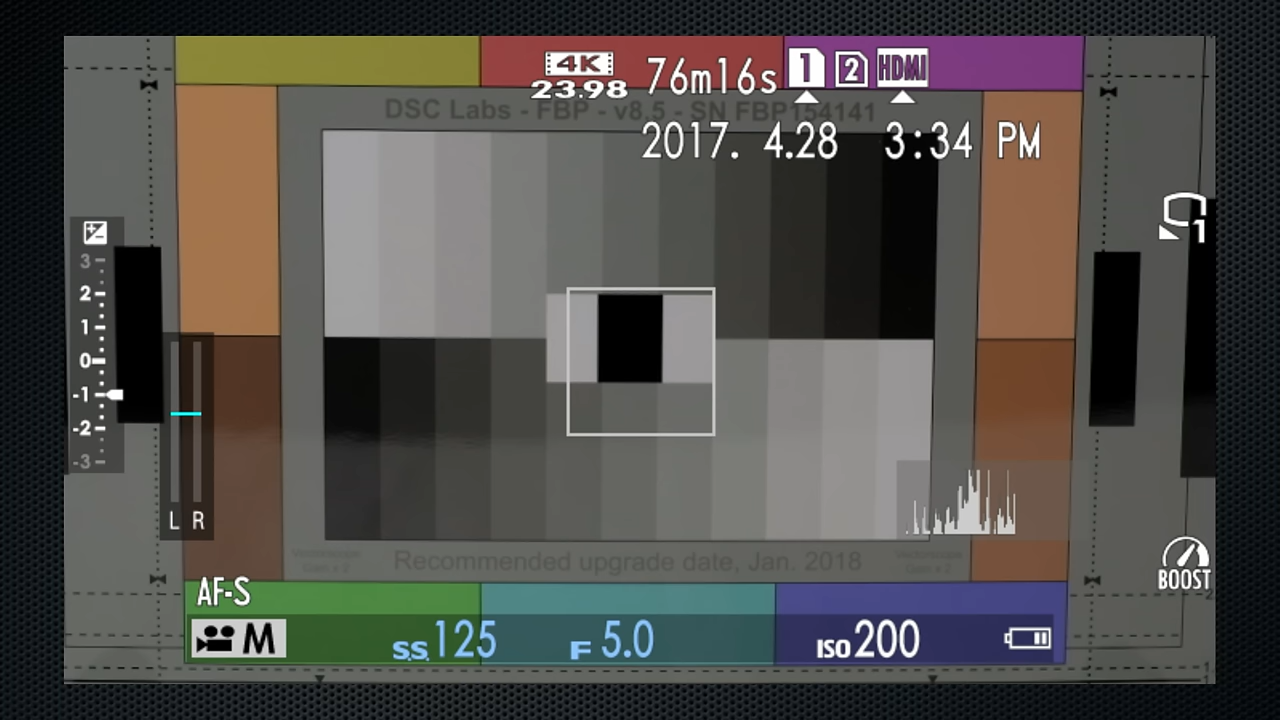 4K
23.98
76m16s
1
2
HDMI
DSC Labs - FBP - v8.5 - SN FBP154141
2017. 4.28 3:34 PM
3
2
1
0
-1
-2
-3
1
L R
Recommended upgrade date, Jan. 2018
BOOST
AF-S
M
S.S. 125
F 5.0
ISO 200